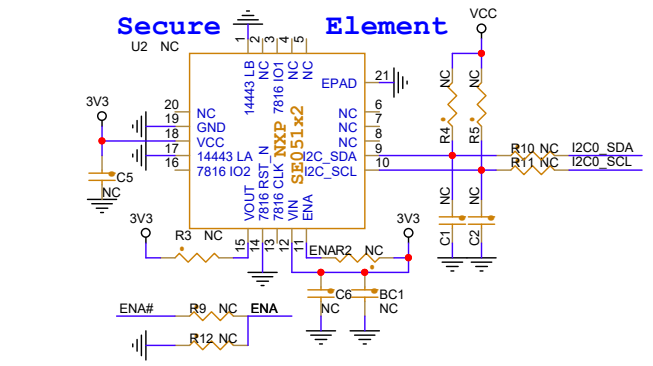 Secure Element
U2 NC
VCC
1
2
3
4
5
14443 LB
NC
7816 IO1
NC
NC
EPAD
21
3V3
20
19
18
17
16
NC
GND
VCC
14443 LA
7816 IO2
NXP
SE051x2
NC
NC
NC
I2C_SDA
I2C_SCL
6
7
8
9
10
NC
NC
R4
R5
R10 NC
I2C0_SDA
R11 NC
I2C0_SCL
C5
NC
VOUT
7816 RST_N
7816 CLK
VIN
ENA
15
14
13
12
11
NC
NC
C1
C2
3V3
R3 NC
ENA
R2 NC
3V3
C6
NC
BC1
NC
ENA#
R9 NC
ENA
R12 NC